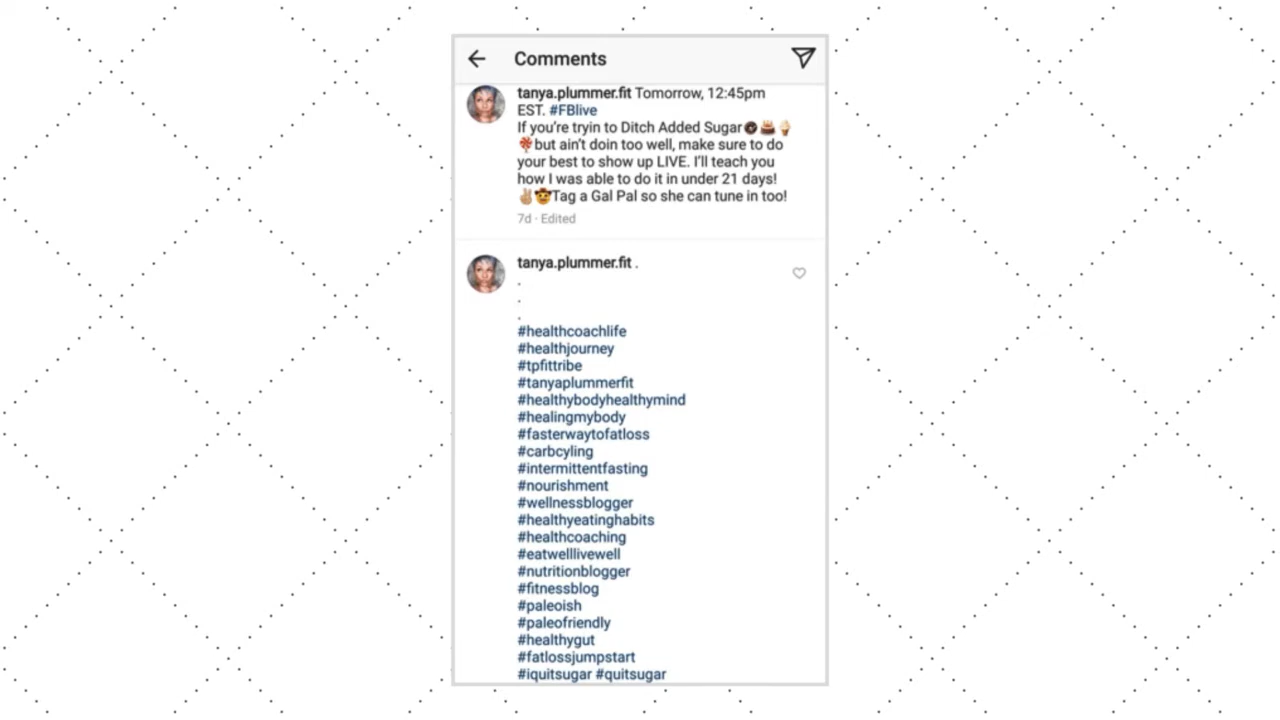 Comments
tanya.plummer.fit Tomorrow, 12:45pm
EST. #FBlive
If you're tryin to Ditch Added Sugar🍩🎂🍦
🍬but ain't doin too well, make sure to do
your best to show up LIVE. I'll teach you
how I was able to do it in under 21 days!
✌🏼🤠Tag a Gal Pal so she can tune in too!
7d · Edited
tanya.plummer.fit .
.
.
.
#healthcoachlife
#healthjourney
#tpfittribe
#tanyaplummerfit
#healthybodyhealthymind
#healingmybody
#fasterwaytofatloss
#carbcyling
#intermittentfasting
#nourishment
#wellnessblogger
#healthyeatinghabits
#healthcoaching
#eatwelllivewell
#nutritionblogger
#fitnessblog
#paleoish
#paleofriendly
#healthygut
#fatlossjumpstart
#iquitsugar #quitsugar